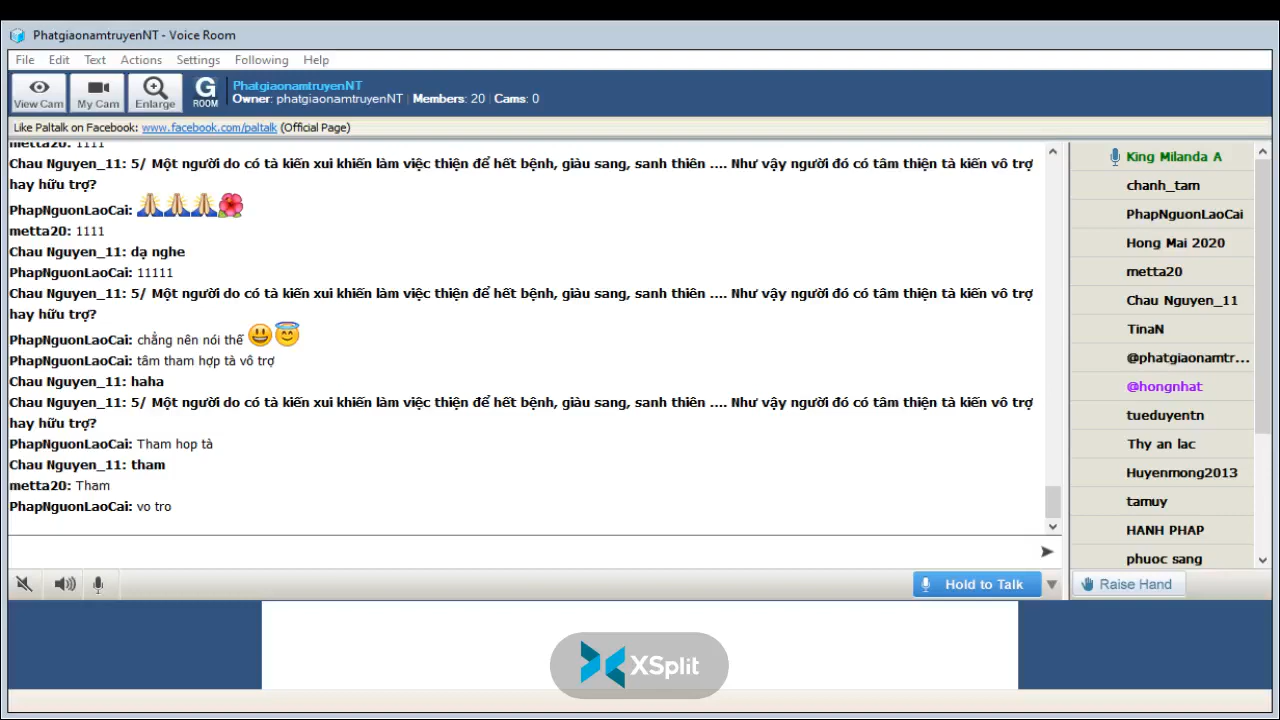 PhatgiaonamtruyenNT - Voice Room
File Edit Text Actions Settings Following Help
View Cam
My Cam
Enlarge
G
ROOM
PhatgiaonamtruyenNT
Owner: phatgiaonamtruyenNT | Members: 20 | Cams: 0
Like Paltalk on Facebook: www.facebook.com/paltalk (Official Page)
metta20: 1111
Chau Nguyen_11: 5/ Một người do có tà kiến xui khiến làm việc thiện để hết bệnh, giàu sang, sanh thiên .... Như vậy người đó có tâm thiện tà kiến vô trợ
hay hữu trợ?
PhapNguonLaoCai:
metta20: 1111
Chau Nguyen_11: dạ nghe
PhapNguonLaoCai: 11111
Chau Nguyen_11: 5/ Một người do có tà kiến xui khiến làm việc thiện để hết bệnh, giàu sang, sanh thiên .... Như vậy người đó có tâm thiện tà kiến vô trợ
hay hữu trợ?
PhapNguonLaoCai: chẳng nên nói thế
PhapNguonLaoCai: tâm tham hợp tà vô trợ
Chau Nguyen_11: haha
Chau Nguyen_11: 5/ Một người do có tà kiến xui khiến làm việc thiện để hết bệnh, giàu sang, sanh thiên .... Như vậy người đó có tâm thiện tà kiến vô trợ
hay hữu trợ?
PhapNguonLaoCai: Tham hop tà
Chau Nguyen_11: tham
metta20: Tham
PhapNguonLaoCai: vo tro
King Milanda A
chanh_tam
PhapNguonLaoCai
Hong Mai 2020
metta20
Chau Nguyen_11
TinaN
@phatgiaonamtr...
@hongnhat
tueduyentn
Thy an lac
Huyenmong2013
tamuy
HANH PHAP
phuoc sang
Hold to Talk
Raise Hand
XSplit